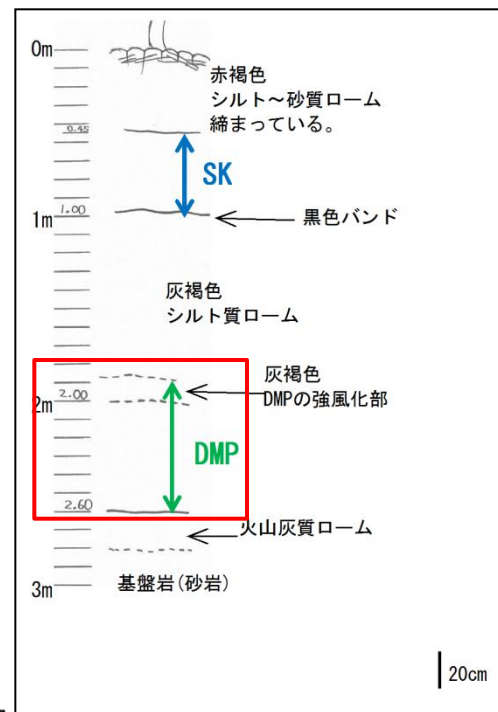 0m
赤褐色
シルト～砂質ローム
締まっている。
0.45
SK
1.00
1m
黒色バンド
灰褐色
シルト質ローム
灰褐色
DMPの強風化部
2.00
2m
DMP
2.60
火山灰質ローム
基盤岩(砂岩)
3m
20cm